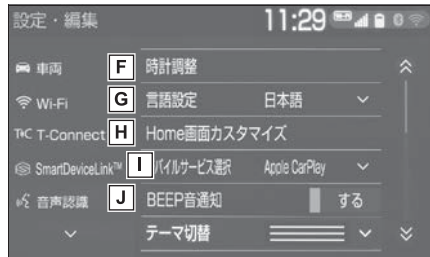 設定・編集 11:29
車両 F 時計調整
Wi-Fi G 言語設定 日本語
T-Connect H Home画面カスタマイズ
SmartDeviceLink™ I バイルサービス選択 Apple CarPlay
音声認識 J BEEP音通知 する
テーマ切替